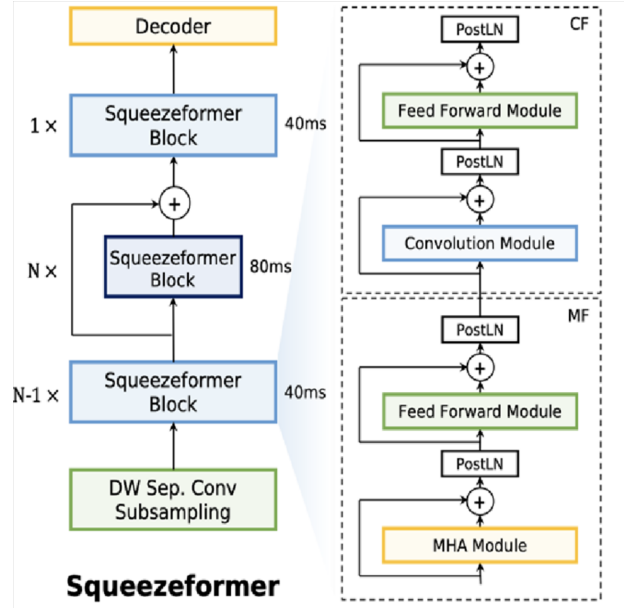 Decoder
1 ×
Squeezeformer
Block
40ms
+
N ×
Squeezeformer
Block
80ms
N-1 ×
Squeezeformer
Block
40ms
DW Sep. Conv
Subsampling
Squeezeformer
CF
PostLN
+
Feed Forward Module
PostLN
+
Convolution Module
MF
PostLN
+
Feed Forward Module
PostLN
+
MHA Module